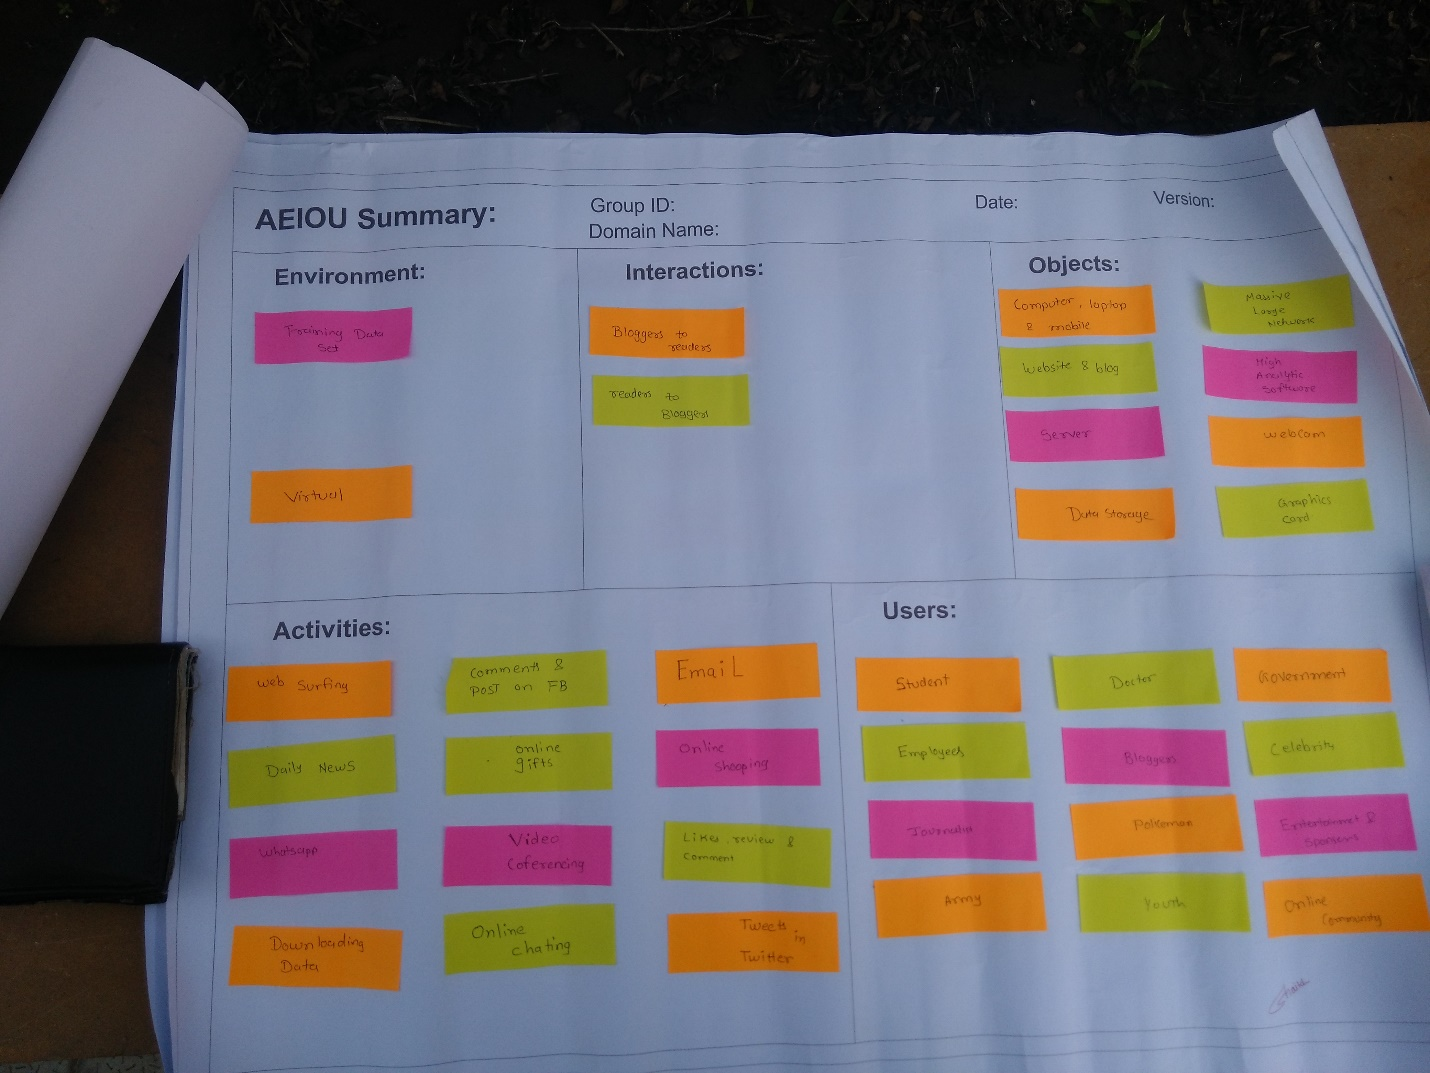 AEIOU Summary:
Group ID:
Domain Name:
Date:
Version:
Environment:
Training Data
Set
Virtual
Interactions:
Bloggers to
readers
readers to
Bloggers
Objects:
Computer, laptop
& mobile
Massive
Large
Network
Website & blog
High
Analytic
Software
Server
Webcam
Data Storage
Graphics
Card
Activities:
Web Surfing
Comments &
Post on FB
Email
Daily News
Online
gifts
Online
Shopping
Whatsapp
Video
Coferencing
Likes, review &
Comment
Downloading
Data
Online
chating
Tweets in
Twitter
Users:
Student
Doctor
Government
Employees
Bloggers
Celebrity
Policeman
&
Sponsors
Army
Youth
Online
Community